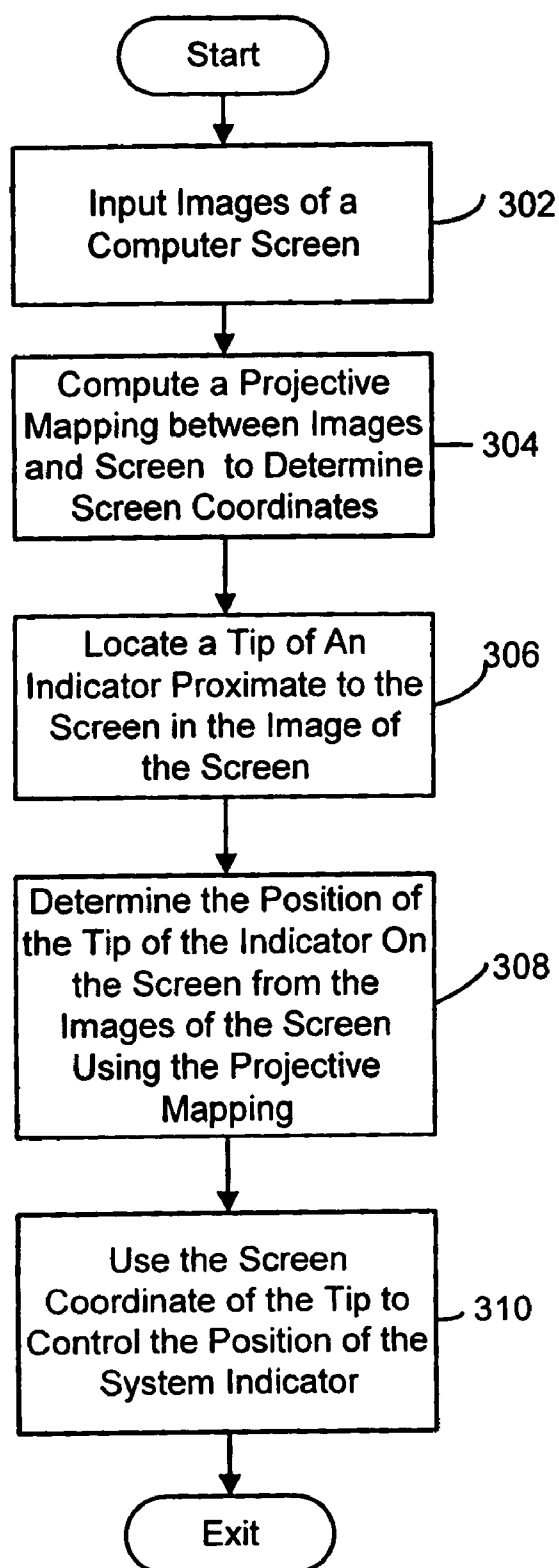 Start
Input Images of a
Computer Screen
302
Compute a Projective
Mapping between Images
and Screen to Determine
Screen Coordinates
304
Locate a Tip of An
Indicator Proximate to the
Screen in the Image of
the Screen
306
Determine the Position of
the Tip of the Indicator On
the Screen from the
Images of the Screen
Using the Projective
Mapping
308
Use the Screen
Coordinate of the Tip to
Control the Position of the
System Indicator
310
Exit